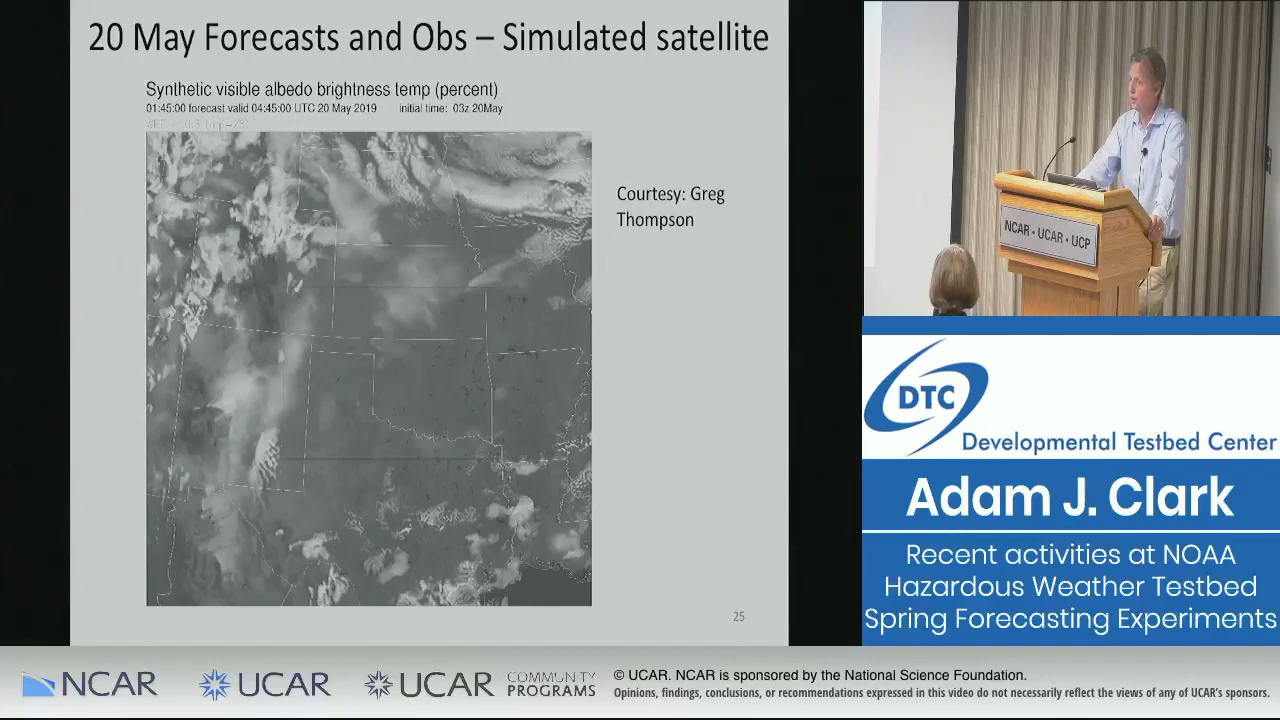 20 May Forecasts and Obs – Simulated satellite
Synthetic visible albedo brightness temp (percent)
01:45:00 forecast valid 04:45:00 UTC 20 May 2019 initial time: 03z 20May
Courtesy: Greg
Thompson
25
NCAR • UCAR • UCP
DTC
Developmental Testbed Center
Adam J. Clark
Recent activities at NOAA
Hazardous Weather Testbed
Spring Forecasting Experiments
NCAR
UCAR
UCAR
COMMUNITY
PROGRAMS
© UCAR. NCAR is sponsored by the National Science Foundation.
Opinions, findings, conclusions, or recommendations expressed in this video do not necessarily reflect the views of any of UCAR's sponsors.